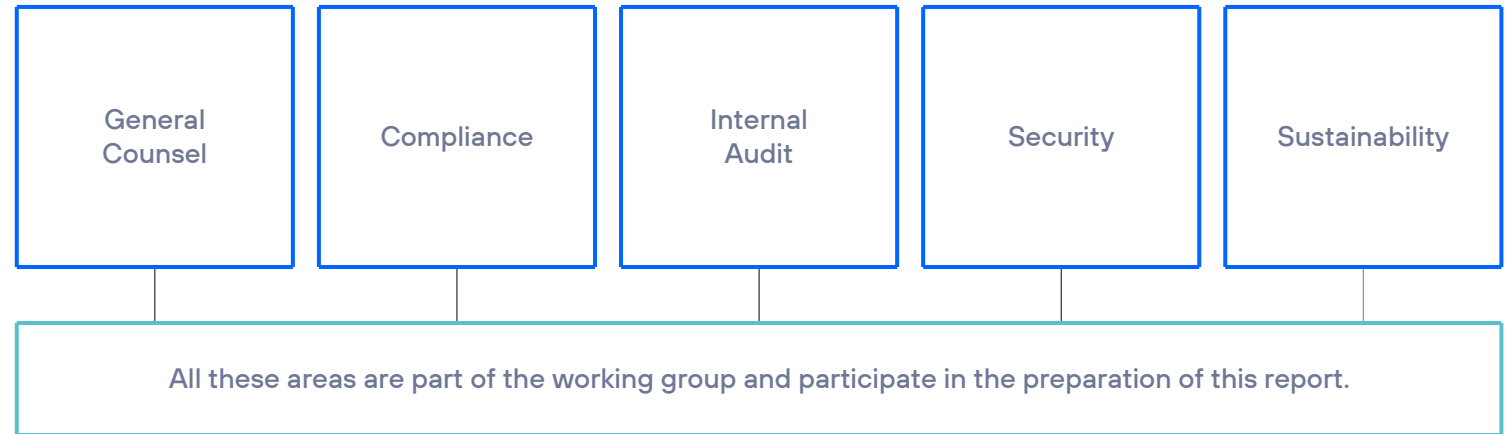 General
Counsel
Compliance
Internal
Audit
Security
Sustainability
All these areas are part of the working group and participate in the preparation of this report.